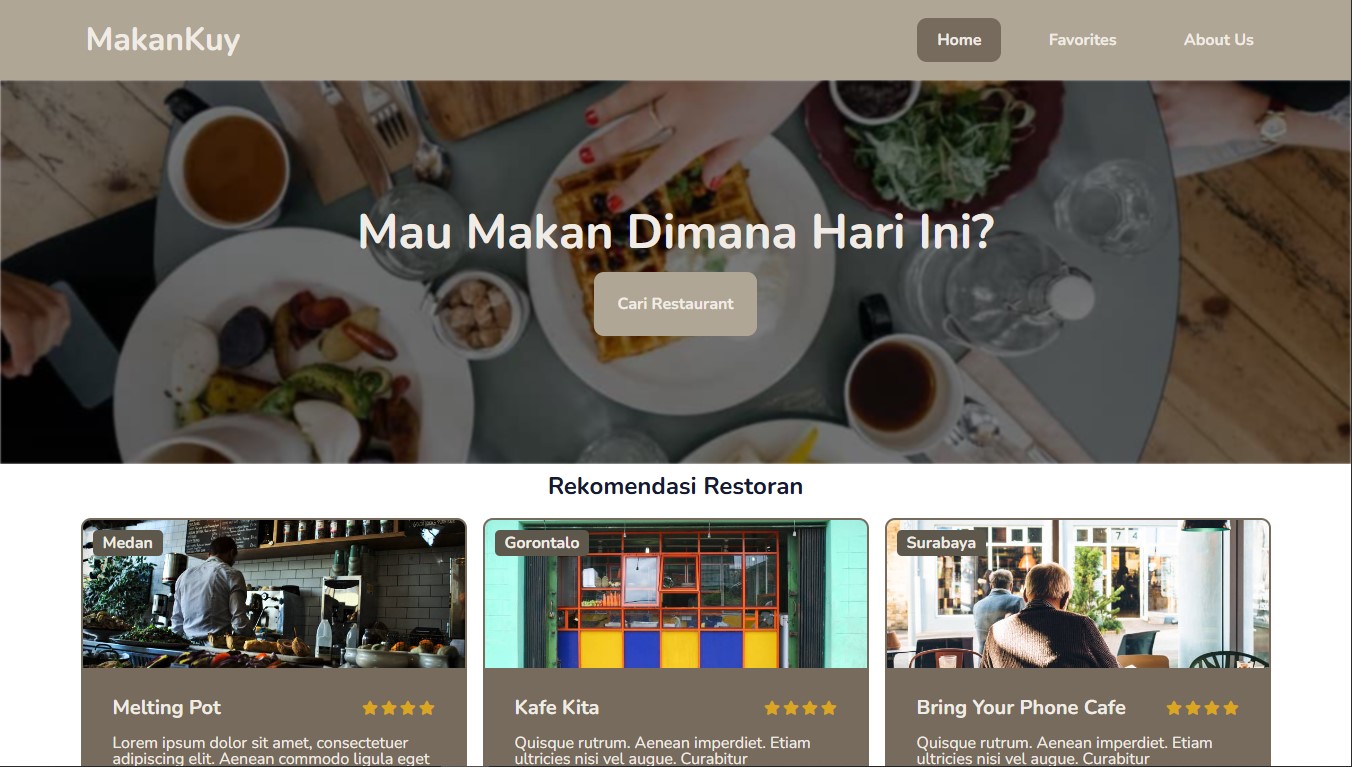 MakanKuy
Home Favorites About Us
Mau Makan Dimana Hari Ini?
Cari Restaurant
Rekomendasi Restoran
Medan
Gorontalo
Surabaya
Melting Pot
Lorem ipsum dolor sit amet, consectetuer
adipiscing elit. Aenean commodo ligula eget
Kafe Kita
Quisque rutrum. Aenean imperdiet. Etiam
ultricies nisi vel augue. Curabitur
Bring Your Phone Cafe
Quisque rutrum. Aenean imperdiet. Etiam
ultricies nisi vel augue. Curabitur